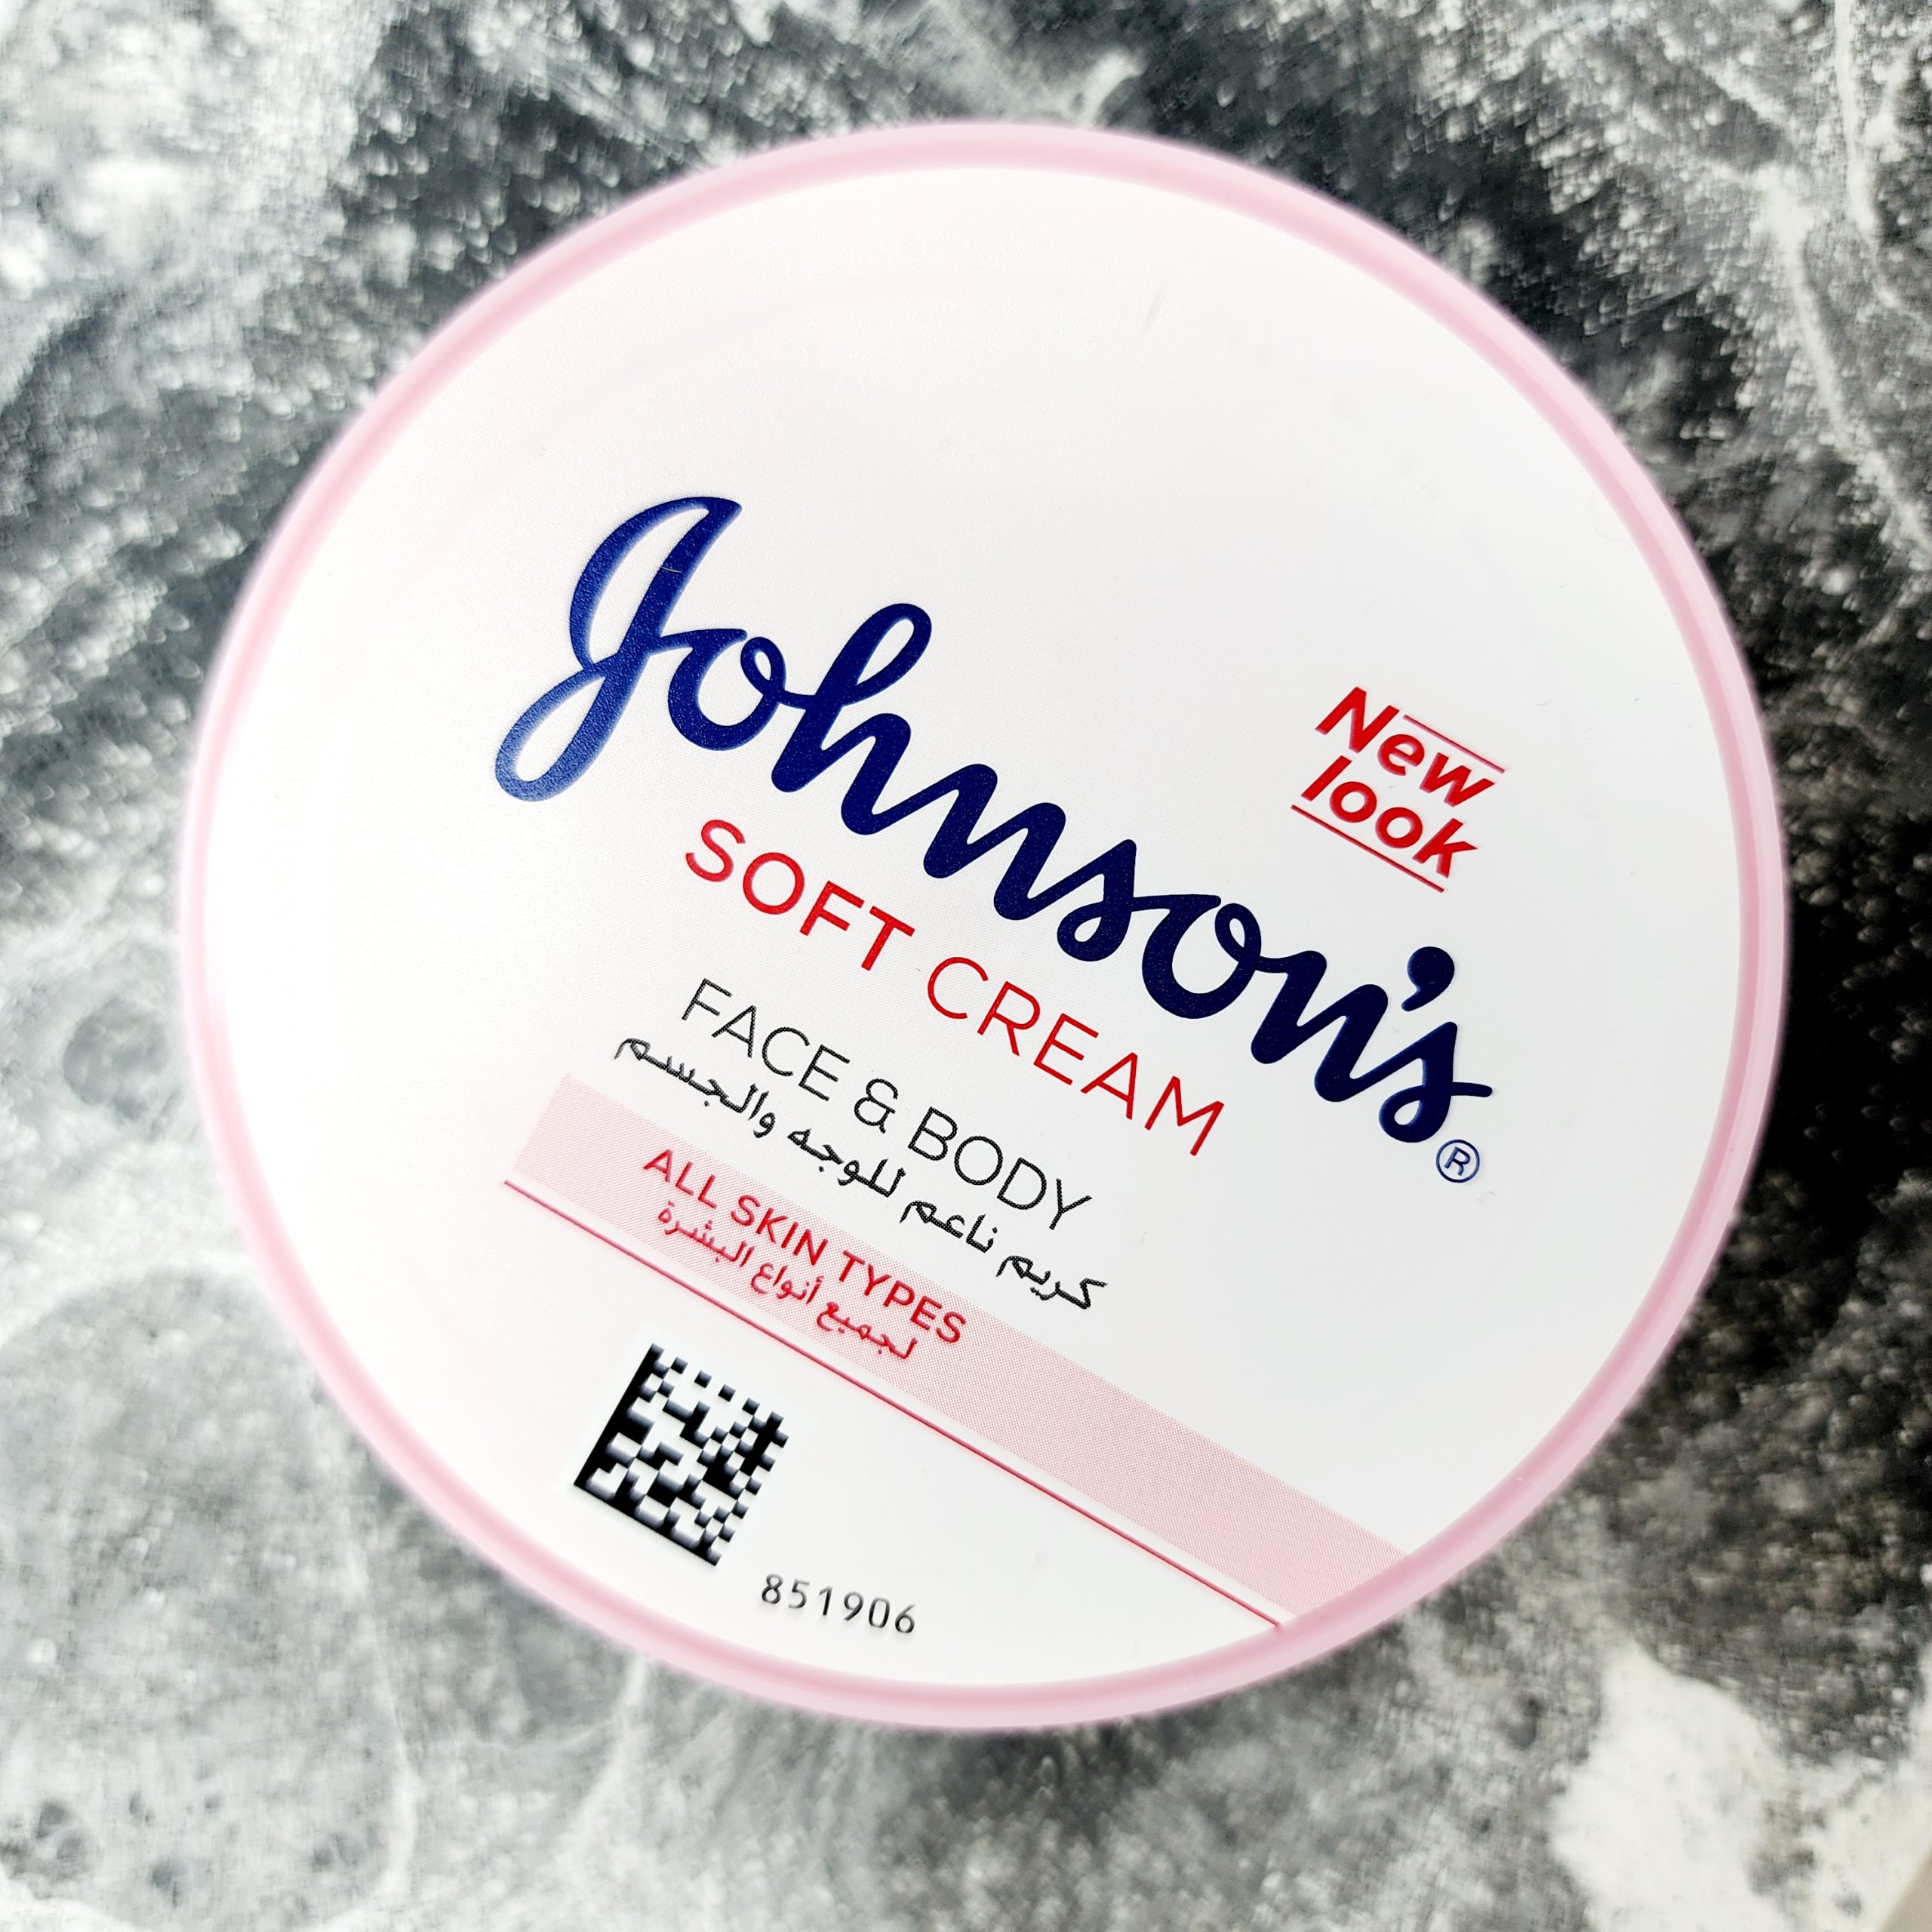 Johnson's®
New
look
SOFT CREAM
FACE & BODY
كريم ناعم للوجه والجسم
ALL SKIN TYPES
لجميع أنواع البشرة
851906